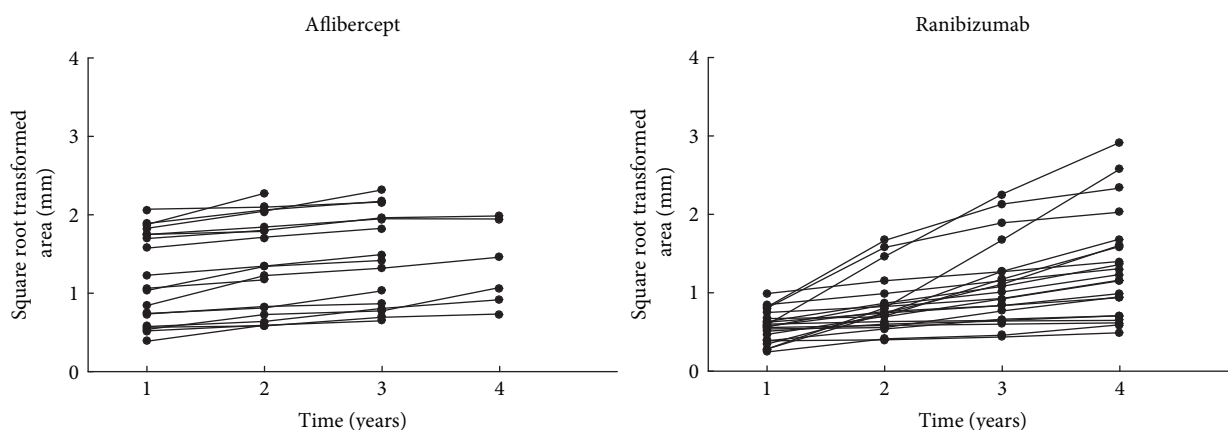 Aflibercept
Square root transformed
area (mm)
4
3
2
1
0
1 2 3 4
Time (years)
Ranibizumab
Square root transformed
area (mm)
4
3
2
1
0
1 2 3 4
Time (years)